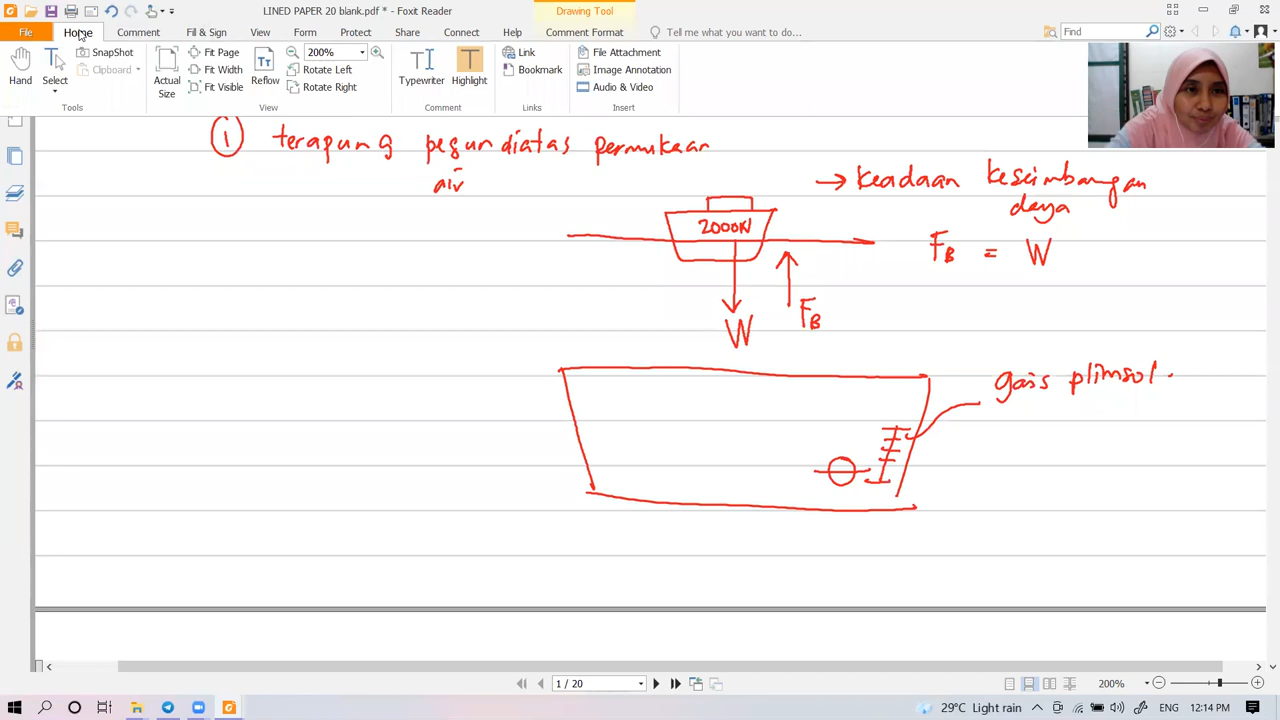 LINED PAPER 20 blank.pdf * - Foxit Reader
Drawing Tool
File Home Comment Fill & Sign View Form Protect Share Connect Help Comment Format Tell me what you want to do... Find
SnapShot
Clipboard
Hand Select
Tools
Actual Size
Fit Page
Fit Width
Fit Visible
Reflow
200%
Rotate Left
Rotate Right
View
Typewriter Highlight
Comment
Link
Bookmark
Links
File Attachment
Image Annotation
Audio & Video
Insert
1 terapung pegun diatas permukaan
air
→ keadaan keseimbangan
daya
2000N
FB = W
W
FB
gais plimsol.
1 / 20
200%
29°C Light rain
ENG 12:14 PM